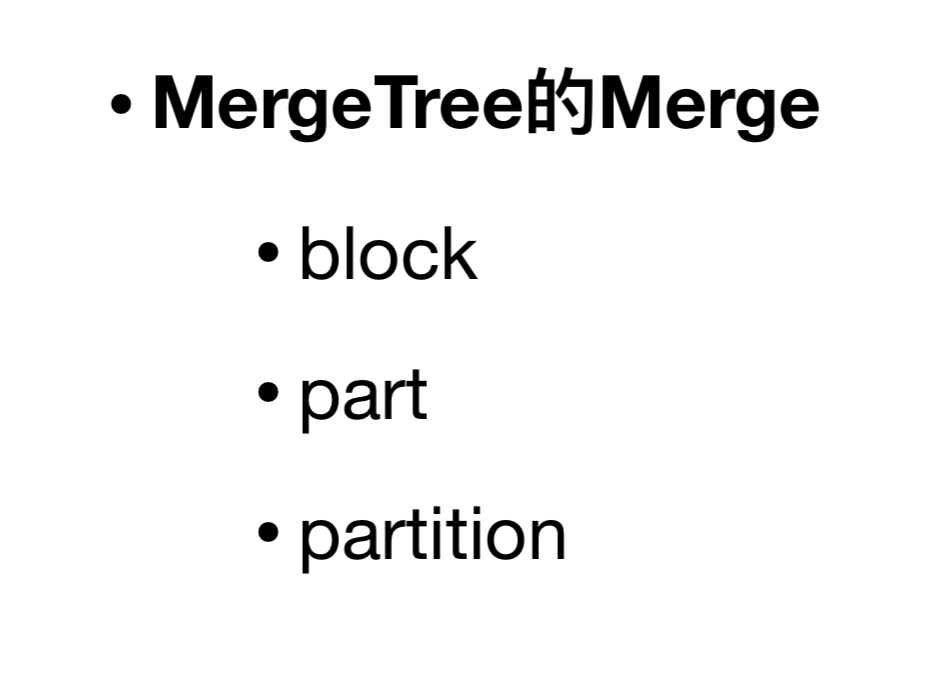 • MergeTree的Merge
• block
• part
• partition